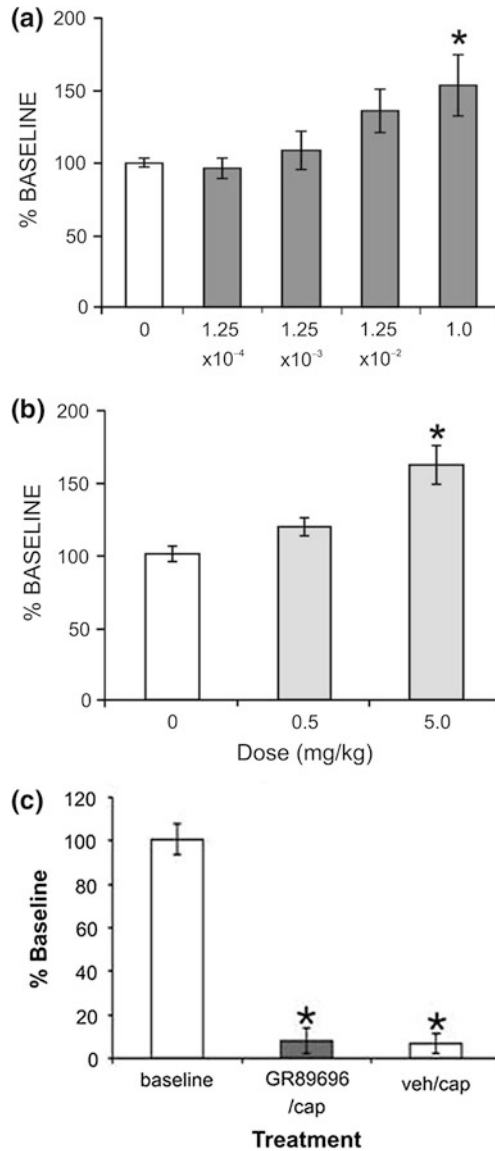 (a)
200
*
150
100
50
0
% BASELINE
0 1.25 1.25 1.25 1.0
x10⁻⁴ x10⁻³ x10⁻²
(b)
200
*
150
100
50
0
% BASELINE
0 0.5 5.0
Dose (mg/kg)
(c)
120
100
80
60
40
20
0
% Baseline
* *
baseline GR89696 veh/cap
/cap
Treatment